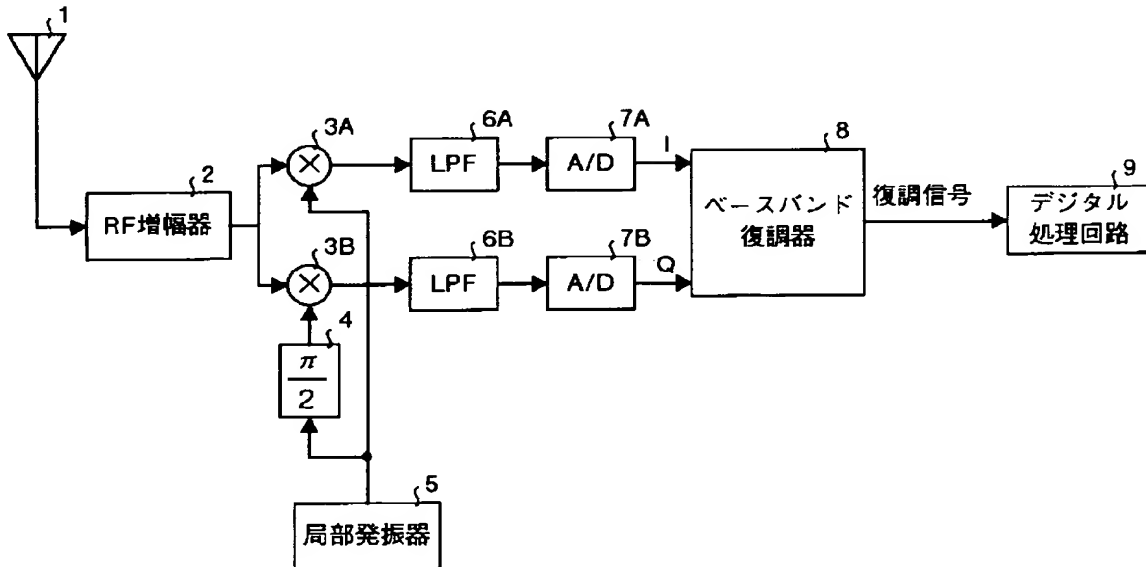 1
2
RF増幅器
3A
3B
4
π
2
5
局部発振器
6A
LPF
6B
LPF
7A
A/D
7B
A/D
I
Q
8
ベースバンド
復調器
復調信号
9
デジタル
処理回路